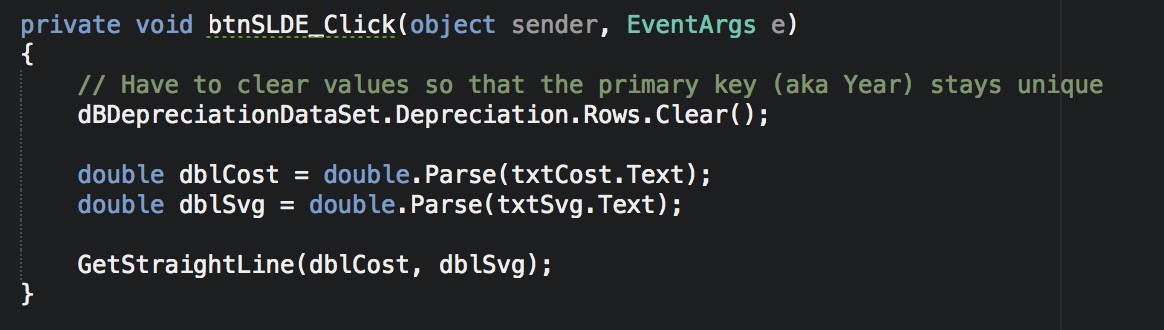 private void btnSLDE_Click(object sender, EventArgs e)
{
    // Have to clear values so that the primary key (aka Year) stays unique
    dBDepreciationDataSet.Depreciation.Rows.Clear();

    double dblCost = double.Parse(txtCost.Text);
    double dblSvg = double.Parse(txtSvg.Text);

    GetStraightLine(dblCost, dblSvg);
}